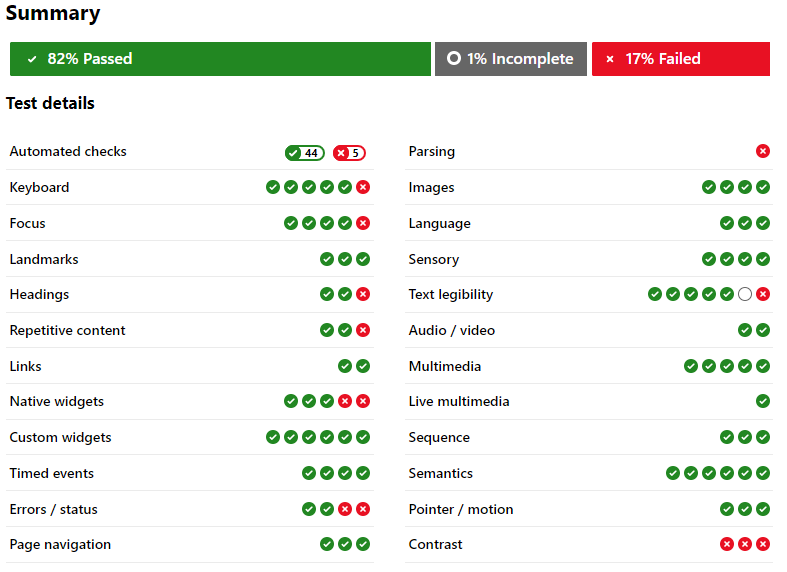 Summary
82% Passed
1% Incomplete
17% Failed
Test details
Automated checks 44 5
Keyboard
Focus
Landmarks
Headings
Repetitive content
Links
Native widgets
Custom widgets
Timed events
Errors / status
Page navigation
Parsing
Images
Language
Sensory
Text legibility
Audio / video
Multimedia
Live multimedia
Sequence
Semantics
Pointer / motion
Contrast